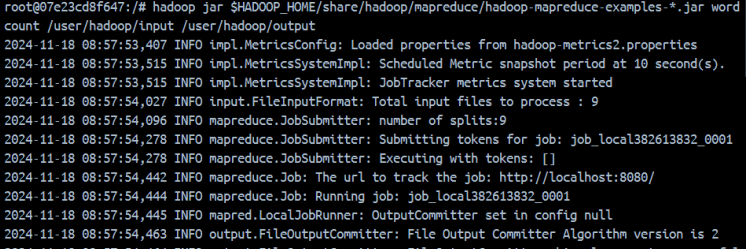 root@07e23cd8f647:/# hadoop jar $HADOOP_HOME/share/hadoop/mapreduce/hadoop-mapreduce-examples-*.jar word
count /user/hadoop/input /user/hadoop/output
2024-11-18 08:57:53,407 INFO impl.MetricsConfig: Loaded properties from hadoop-metrics2.properties
2024-11-18 08:57:53,515 INFO impl.MetricsSystemImpl: Scheduled Metric snapshot period at 10 second(s).
2024-11-18 08:57:53,515 INFO impl.MetricsSystemImpl: JobTracker metrics system started
2024-11-18 08:57:54,027 INFO input.FileInputFormat: Total input files to process : 9
2024-11-18 08:57:54,096 INFO mapreduce.JobSubmitter: number of splits:9
2024-11-18 08:57:54,278 INFO mapreduce.JobSubmitter: Submitting tokens for job: job_local382613832_0001
2024-11-18 08:57:54,278 INFO mapreduce.JobSubmitter: Executing with tokens: []
2024-11-18 08:57:54,442 INFO mapreduce.Job: The url to track the job: http://localhost:8080/
2024-11-18 08:57:54,444 INFO mapreduce.Job: Running job: job_local382613832_0001
2024-11-18 08:57:54,445 INFO mapred.LocalJobRunner: OutputCommitter set in config null
2024-11-18 08:57:54,463 INFO output.FileOutputCommitter: File Output Committer Algorithm version is 2